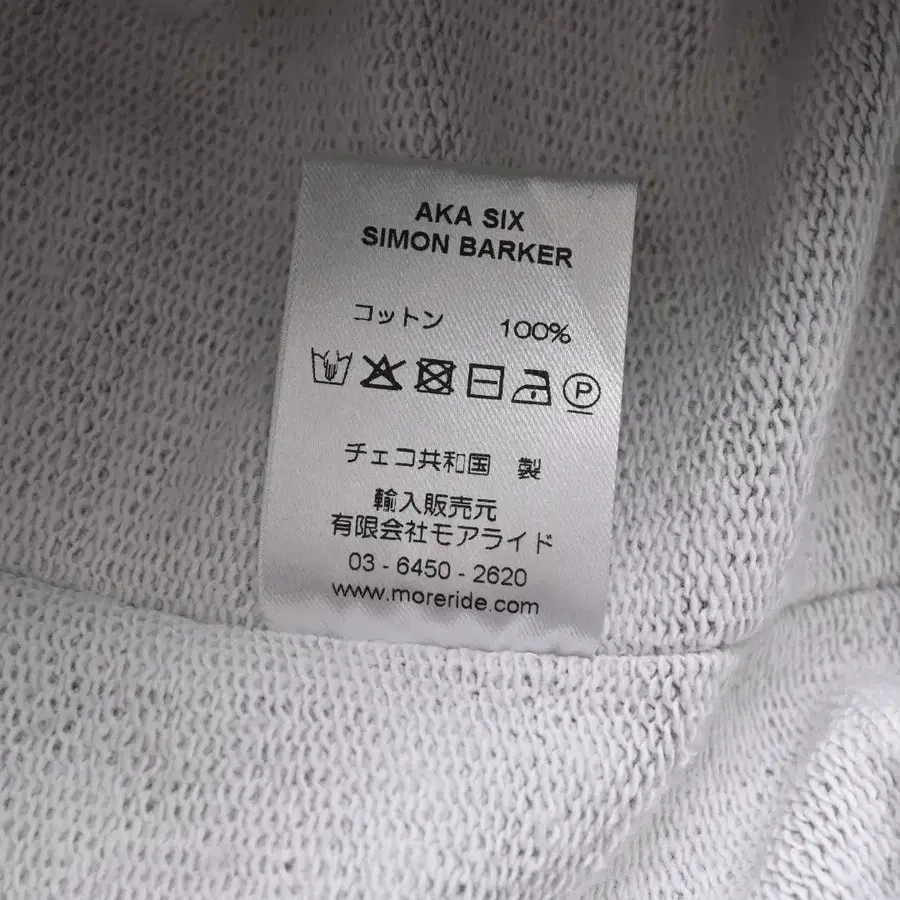 AKA SIX
SIMON BARKER
コットン 100%
P
チェコ共和国 製
輸入販売元
有限会社モアライド
03 - 6450 - 2620
www.moreride.com